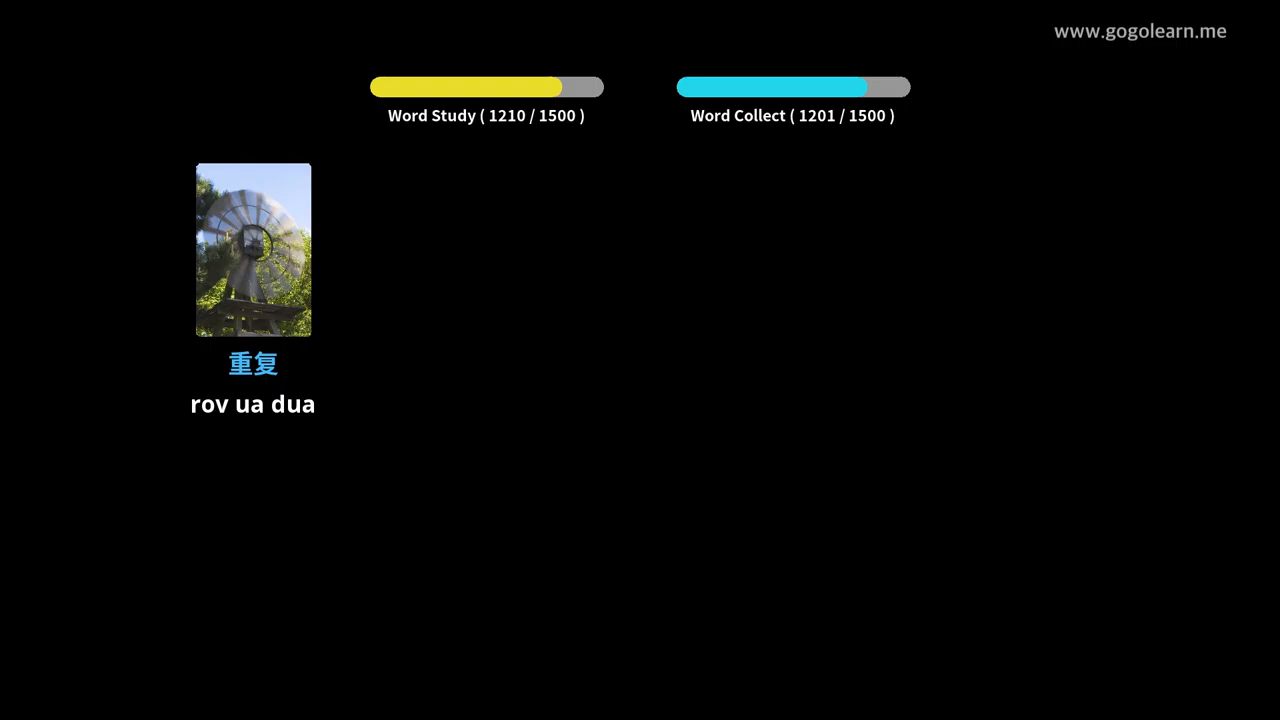 www.gogolearn.me
Word Study ( 1210 / 1500 )
Word Collect ( 1201 / 1500 )
重复
rov ua dua